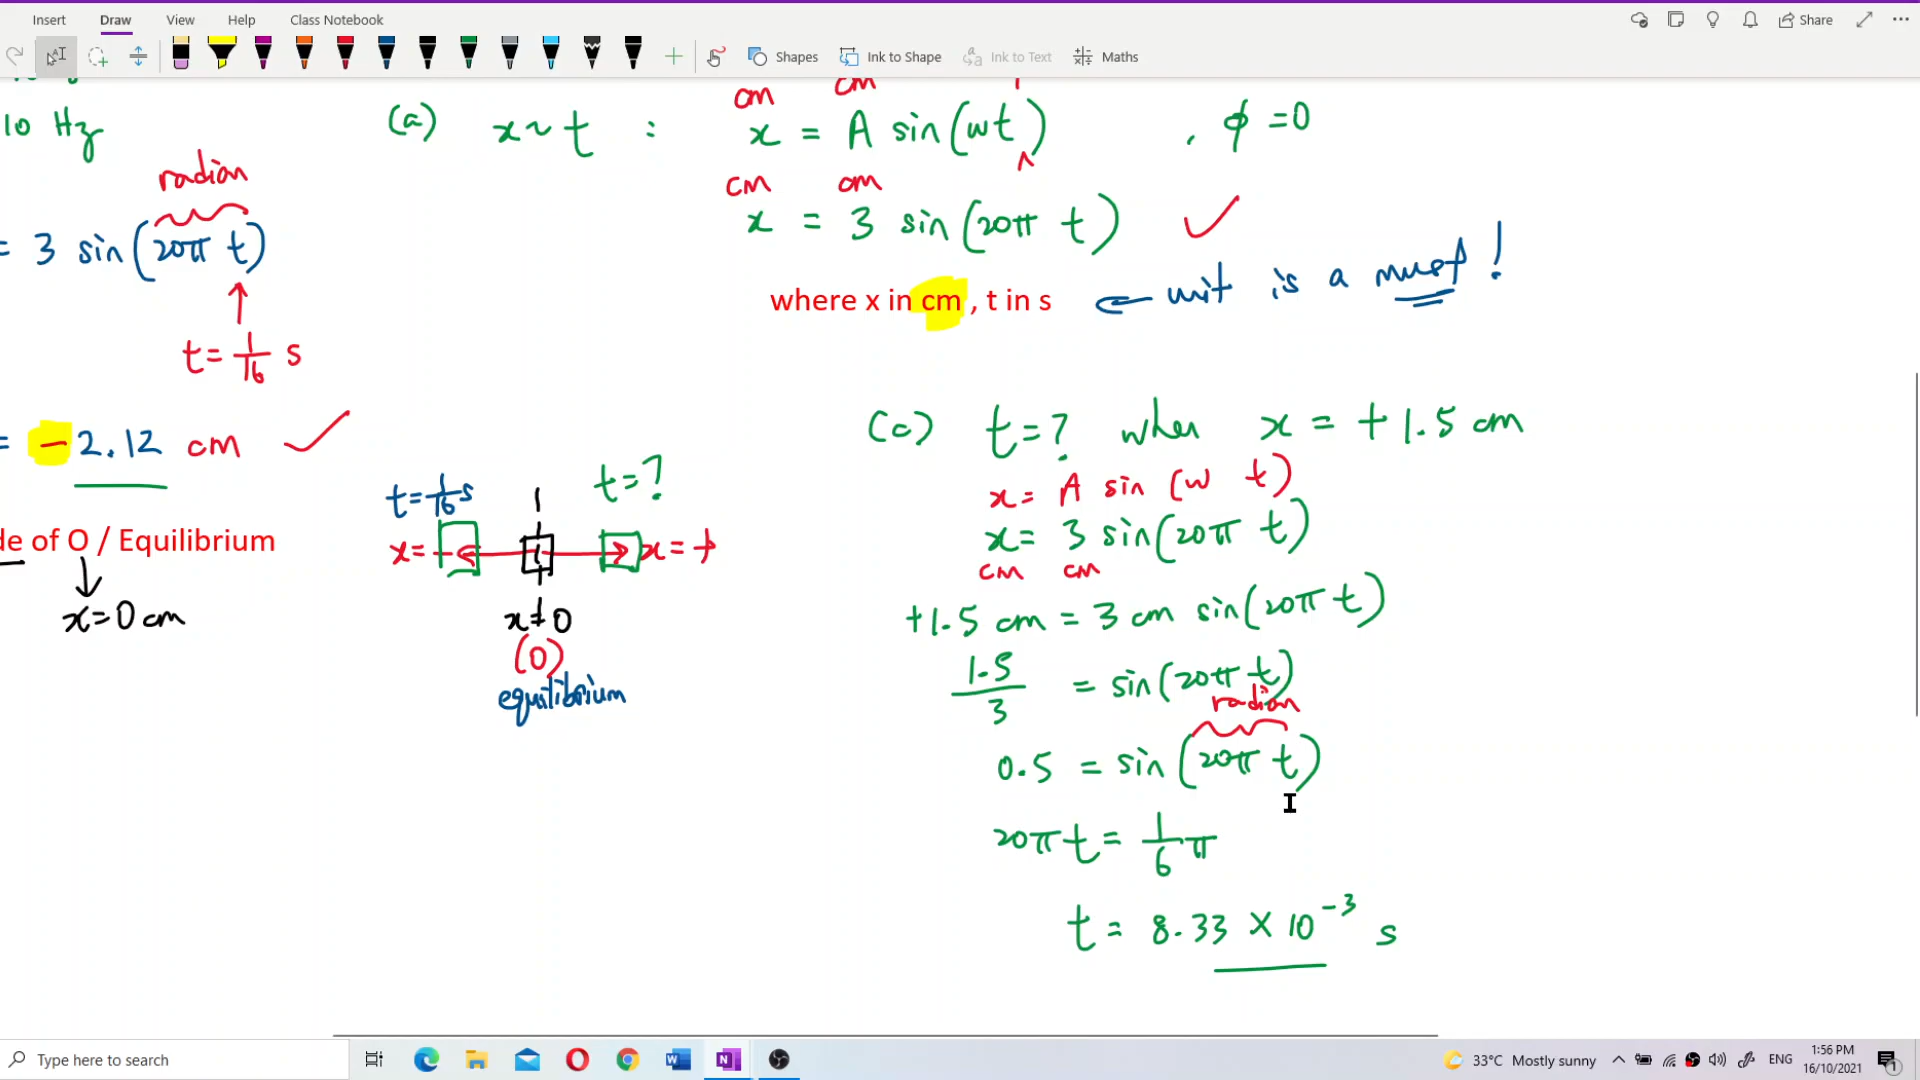 Insert Draw View Help Class Notebook Share
Shapes Ink to Shape Ink to Text Maths
10 Hz
radian
= 3 sin(20π t)
t = 1/16 s
= - 2.12 cm
de of O / Equilibrium
x = 0 cm
(a) x ~ t :
cm cm
x = A sin(wt) , φ = 0
cm cm
x = 3 sin(20π t)
where x in cm , t in s
unit is a must !
t = 1/16 s
t = ?
x = - x = +
x = 0
(O)
equilibrium
(c) t = ? when x = + 1.5 cm
x = A sin (w t)
x = 3 sin(20π t)
cm cm
+1.5 cm = 3 cm sin(20π t)
1.5/3 = sin(20π t)
radian
0.5 = sin(20π t)
20π t = 1/6 π
t = 8.33 × 10⁻³ s
Type here to search
33°C Mostly sunny
ENG
1:56 PM
16/10/2021
1